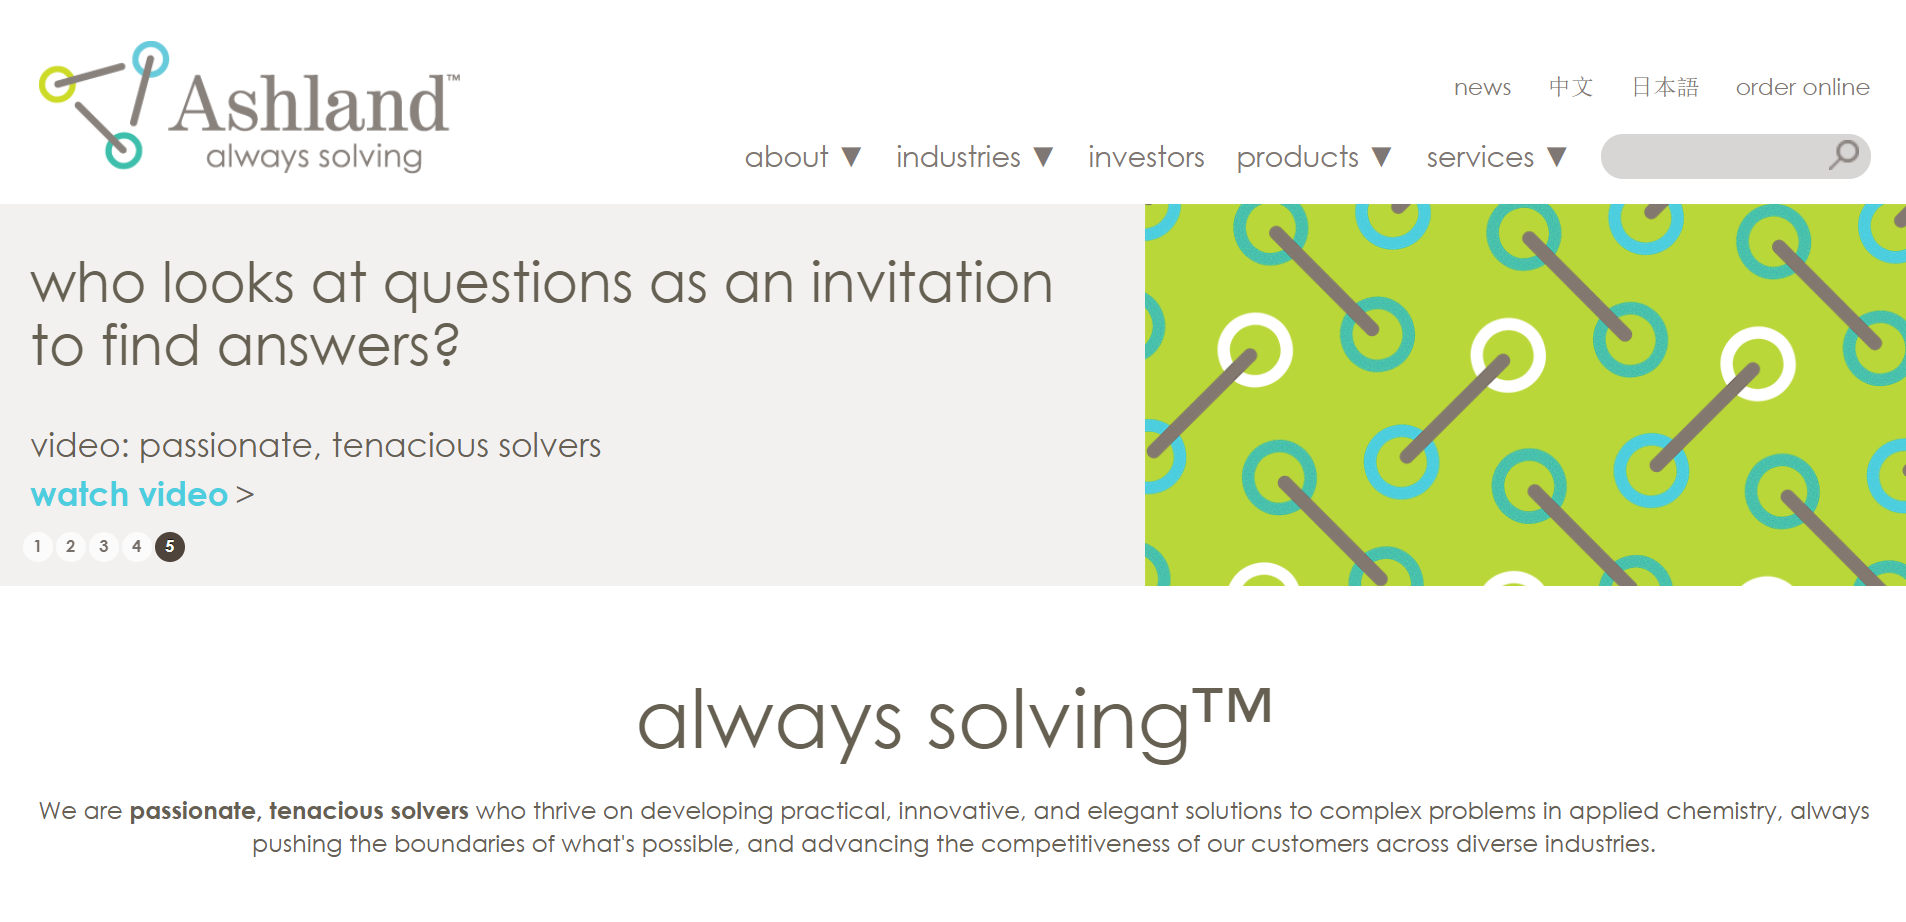 Ashland™
always solving
news 中文 日本語 order online
about ▼ industries ▼ investors products ▼ services ▼
who looks at questions as an invitation
to find answers?
video: passionate, tenacious solvers
watch video >
1 2 3 4 5
always solving™
We are passionate, tenacious solvers who thrive on developing practical, innovative, and elegant solutions to complex problems in applied chemistry, always
pushing the boundaries of what's possible, and advancing the competitiveness of our customers across diverse industries.